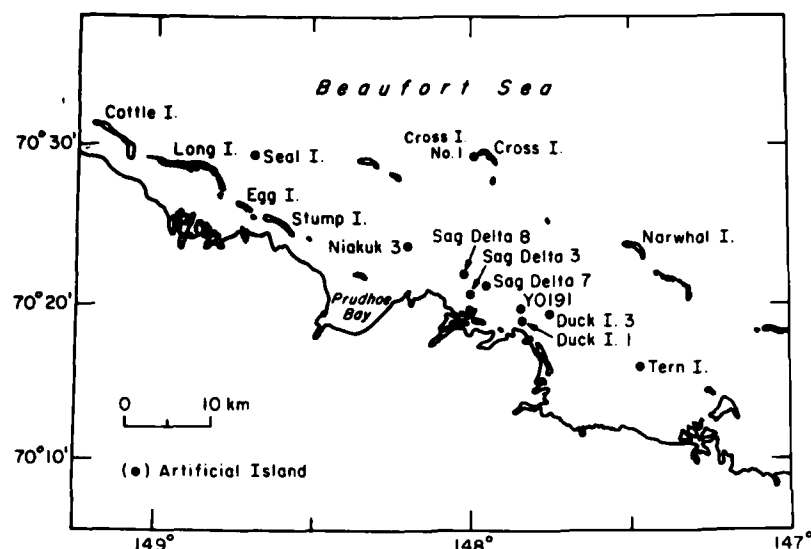 Beaufort Sea
Cottle I.
70°30'
Long I.
Seal I.
Cross I.
No. 1
Cross I.
Egg I.
Stump I.
Niakuk 3
Sag Delta 8
Sag Delta 3
Narwhal I.
Sag Delta 7
70°20'
Prudhoe
Bay
YO191
Duck I. 3
Duck I. 1
Tern I.
0 10 km
70°10'
(●) Artificial Island
149° 148° 147°